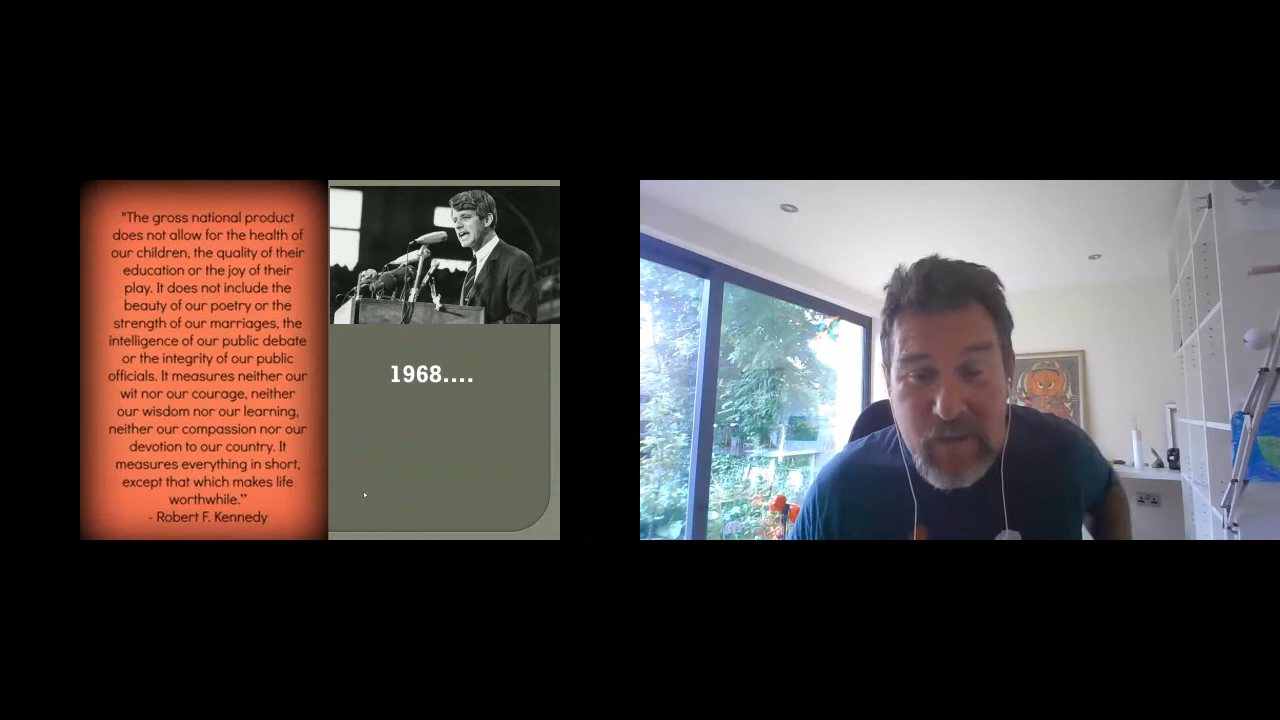 "The gross national product
does not allow for the health of
our children, the quality of their
education or the joy of their
play. It does not include the
beauty of our poetry or the
strength of our marriages, the
intelligence of our public debate
or the integrity of our public
officials. It measures neither our
wit nor our courage, neither
our wisdom nor our learning,
neither our compassion nor our
devotion to our country. It
measures everything in short,
except that which makes life
worthwhile.”
- Robert F. Kennedy
1968....